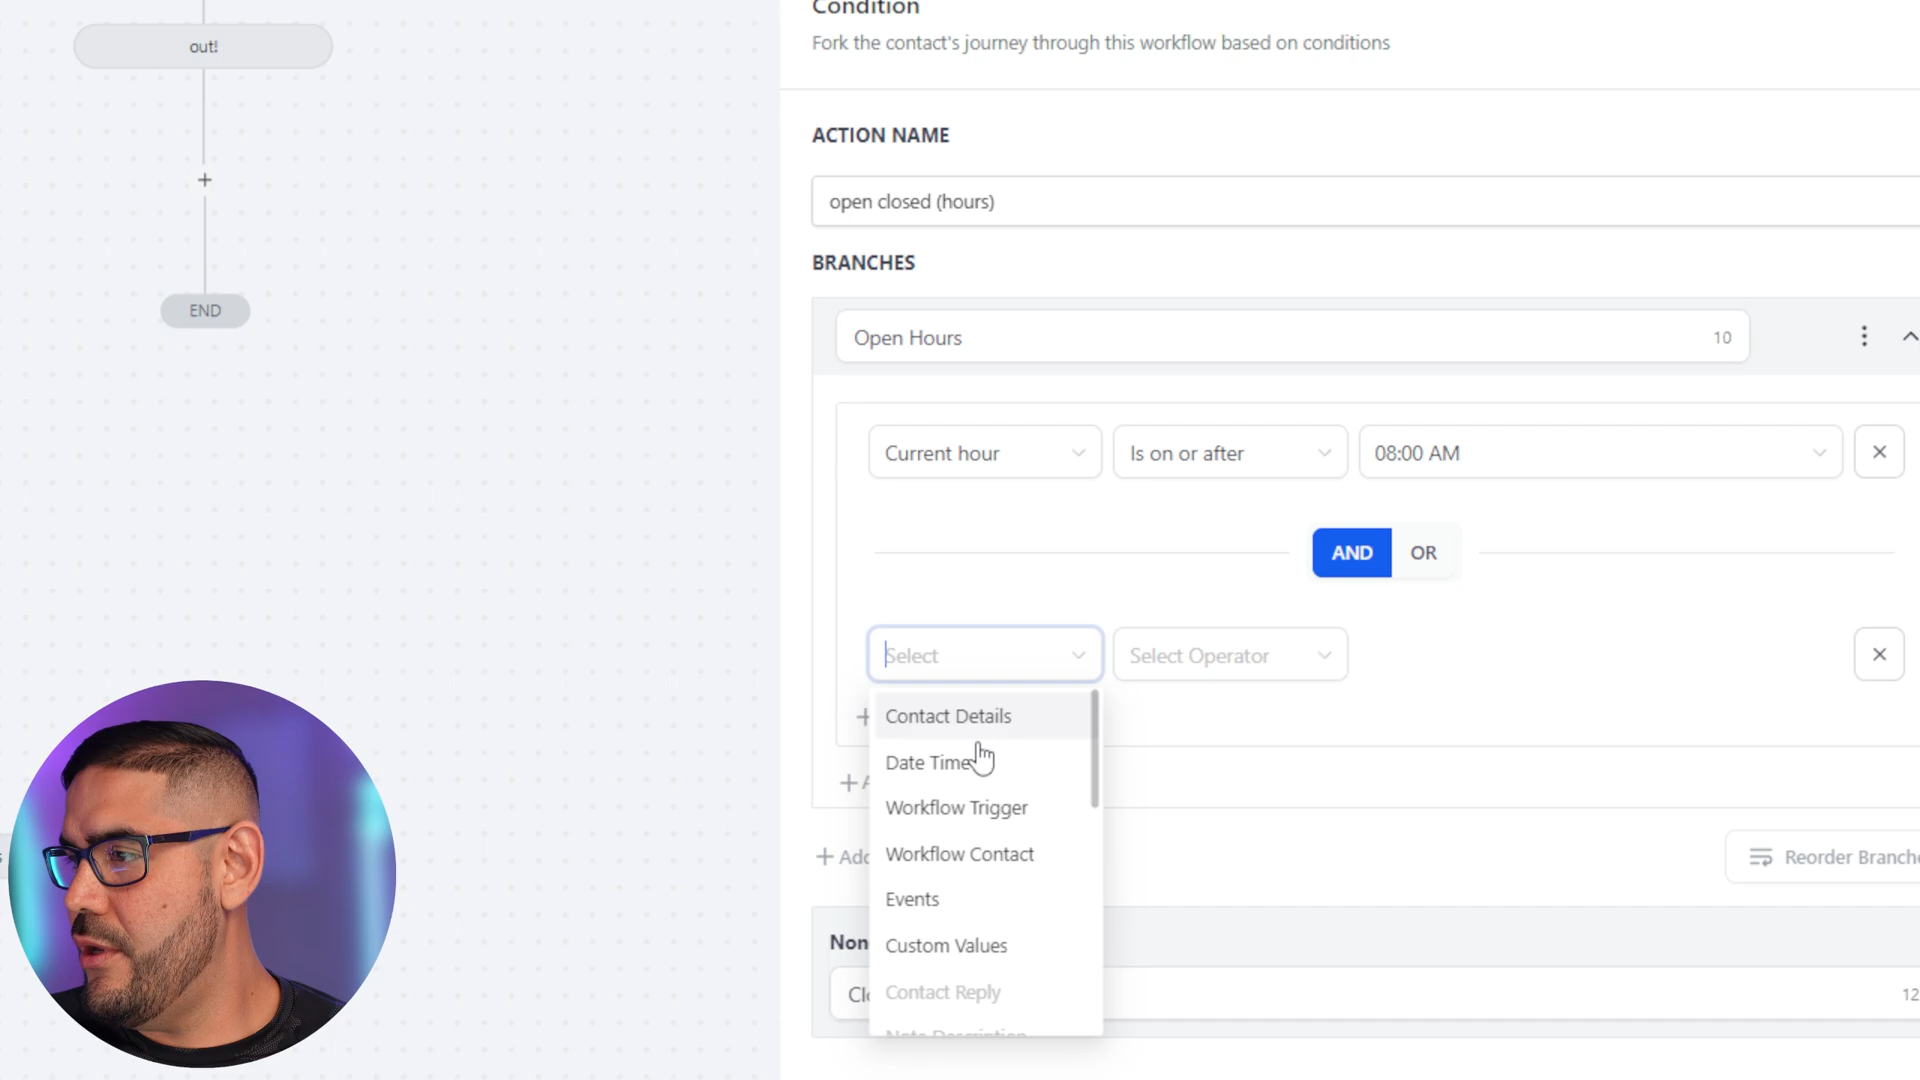 Condition
Fork the contact's journey through this workflow based on conditions
out!
ACTION NAME
open closed (hours)
BRANCHES
Open Hours 10
END
Current hour Is on or after 08:00 AM
AND OR
Select Select Operator
Contact Details
Date Time
Workflow Trigger
Workflow Contact
Reorder
Events
Custom Values
12
Contact Reply
Note Description